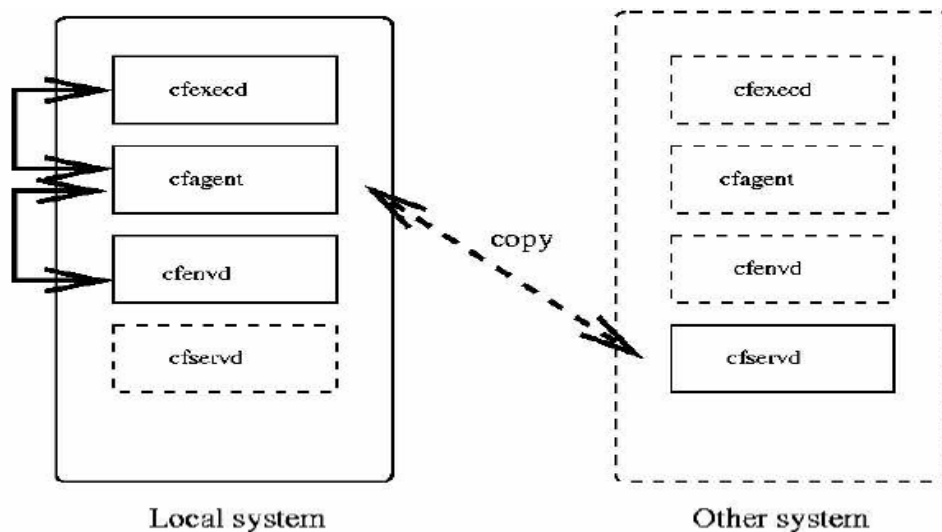 cfexecd
cfagent
cfenvd
cfservd
Local system
copy
cfexecd
cfagent
cfenvd
cfservd
Other system